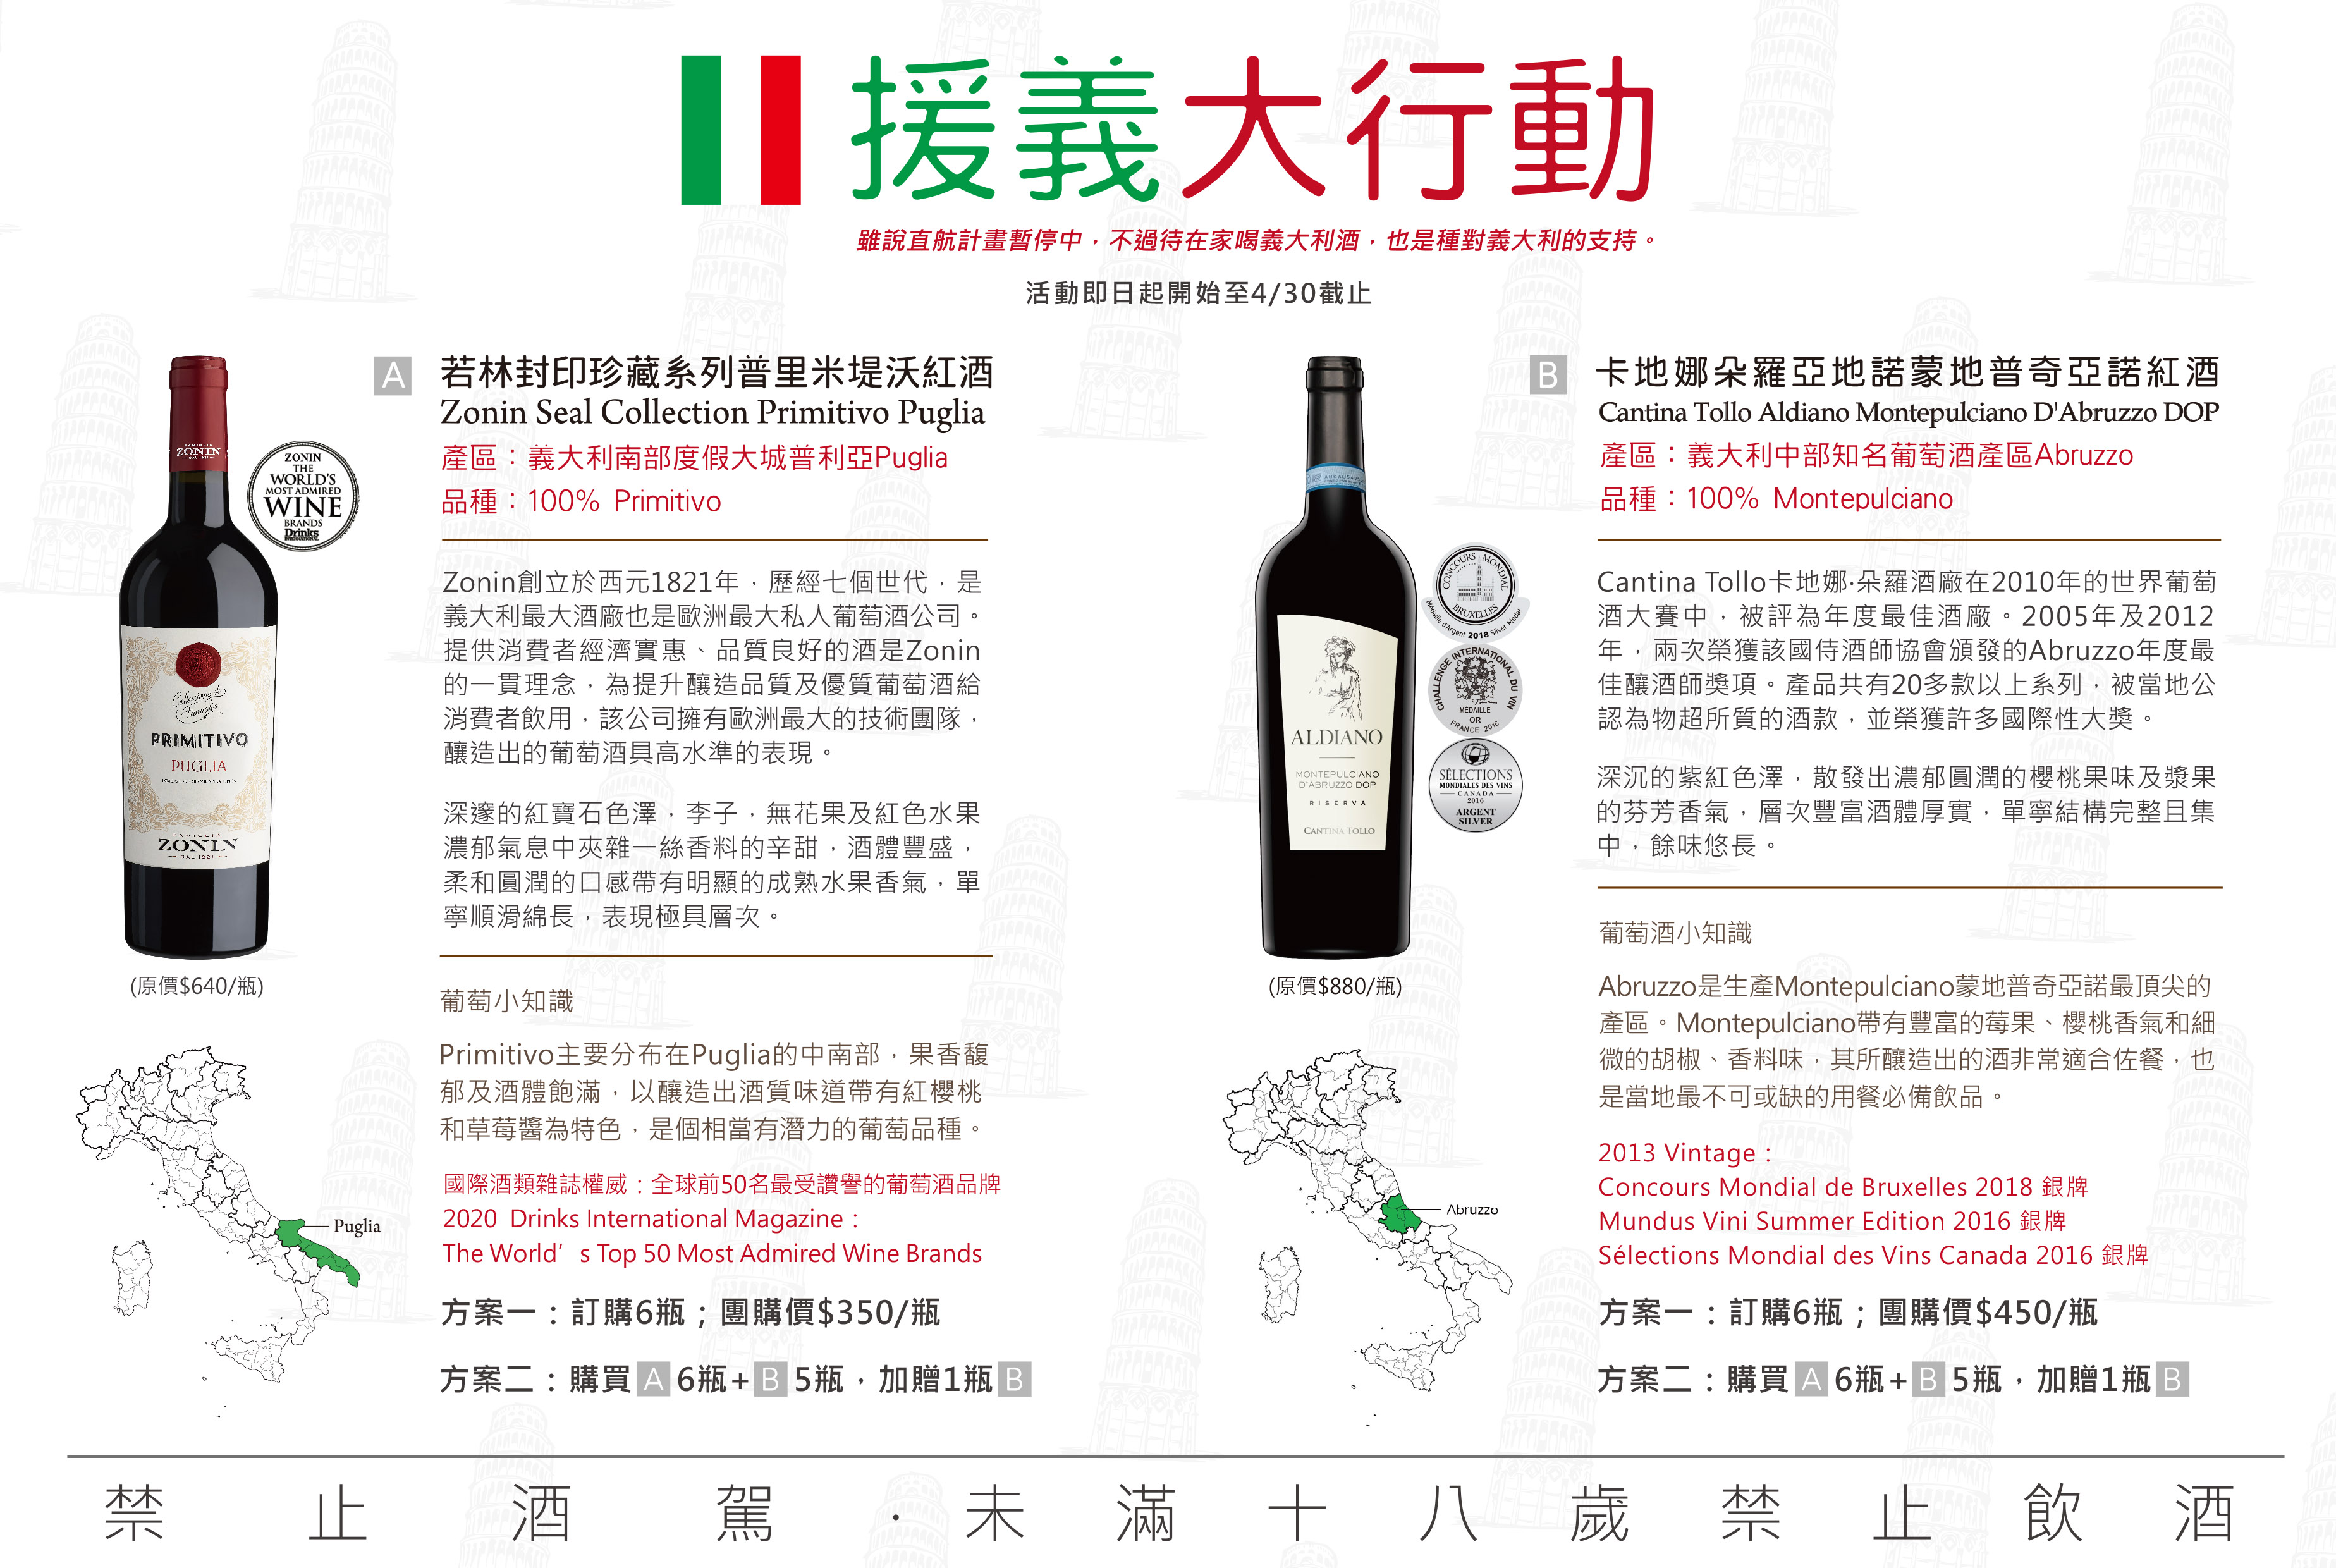 援義大行動
雖說直航計畫暫停中，不過待在家喝義大利酒，也是種對義大利的支持。
活動即日起開始至4/30截止
A
若林封印珍藏系列普里米堤沃紅酒
Zonin Seal Collection Primitivo Puglia
產區：義大利南部度假大城普利亞Puglia
品種：100% Primitivo
Zonin創立於西元1821年，歷經七個世代，是
義大利最大酒廠也是歐洲最大私人葡萄酒公司。
提供消費者經濟實惠、品質良好的酒是Zonin
的一貫理念，為提升釀造品質及優質葡萄酒給
消費者飲用，該公司擁有歐洲最大的技術團隊，
釀造出的葡萄酒具高水準的表現。
深邃的紅寶石色澤，李子，無花果及紅色水果
濃郁氣息中夾雜一絲香料的辛甜，酒體豐盛，
柔和圓潤的口感帶有明顯的成熟水果香氣，單
寧順滑綿長，表現極具層次。
葡萄小知識
Primitivo主要分布在Puglia的中南部，果香馥
郁及酒體飽滿，以釀造出酒質味道帶有紅櫻桃
和草莓醬為特色，是個相當有潛力的葡萄品種。
國際酒類雜誌權威：全球前50名最受讚譽的葡萄酒品牌
2020 Drinks International Magazine：
The World's Top 50 Most Admired Wine Brands
方案一：訂購6瓶；團購價$350/瓶
方案二：購買 A 6瓶+ B 5瓶，加贈1瓶 B
ZONIN
ZONIN
THE
WORLD'S
MOST ADMIRED
WINE
BRANDS
Drinks
INTERNATIONAL
PRIMITIVO
PUGLIA
ZONIN
DAL 1821
(原價$640/瓶)
Puglia
B
卡地娜朵羅亞地諾蒙地普奇亞諾紅酒
Cantina Tollo Aldiano Montepulciano D'Abruzzo DOP
產區：義大利中部知名葡萄酒產區Abruzzo
品種：100% Montepulciano
Cantina Tollo卡地娜·朵羅酒廠在2010年的世界葡萄
酒大賽中，被評為年度最佳酒廠。2005年及2012
年，兩次榮獲該國侍酒師協會頒發的Abruzzo年度最
佳釀酒師獎項。產品共有20多款以上系列，被當地公
認為物超所質的酒款，並榮獲許多國際性大獎。
深沉的紫紅色澤，散發出濃郁圓潤的櫻桃果味及漿果
的芬芳香氣，層次豐富酒體厚實，單寧結構完整且集
中，餘味悠長。
葡萄酒小知識
Abruzzo是生產Montepulciano蒙地普奇亞諾最頂尖的
產區。Montepulciano帶有豐富的莓果、櫻桃香氣和細
微的胡椒、香料味，其所釀造出的酒非常適合佐餐，也
是當地最不可或缺的用餐必備飲品。
2013 Vintage：
Concours Mondial de Bruxelles 2018 銀牌
Mundus Vini Summer Edition 2016 銀牌
Sélections Mondial des Vins Canada 2016 銀牌
方案一：訂購6瓶；團購價$450/瓶
方案二：購買 A 6瓶+ B 5瓶，加贈1瓶 B
ALDIANO
MONTEPULCIANO
D'ABRUZZO DOP
RISERVA
CANTINA TOLLO
CONCOURS MONDIAL
BRUXELLES
Médaille d'Argent 2018 Silver Medal
CHALLENGE INTERNATIONAL DU VIN
MÉDAILLE
OR
FRANCE 2016
SÉLECTIONS
MONDIALES DES VINS
CANADA
2016
ARGENT
SILVER
(原價$880/瓶)
Abruzzo
禁止酒駕·未滿十八歲禁止飲酒